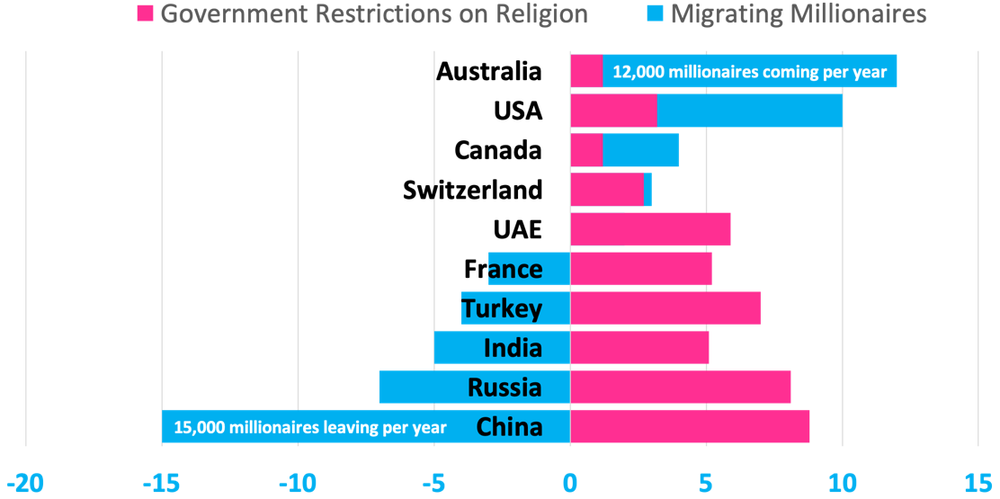 Government Restrictions on Religion Migrating Millionaires
Australia 12,000 millionaires coming per year
USA
Canada
Switzerland
UAE
France
Turkey
India
Russia
15,000 millionaires leaving per year China
-20 -15 -10 -5 0 5 10 15